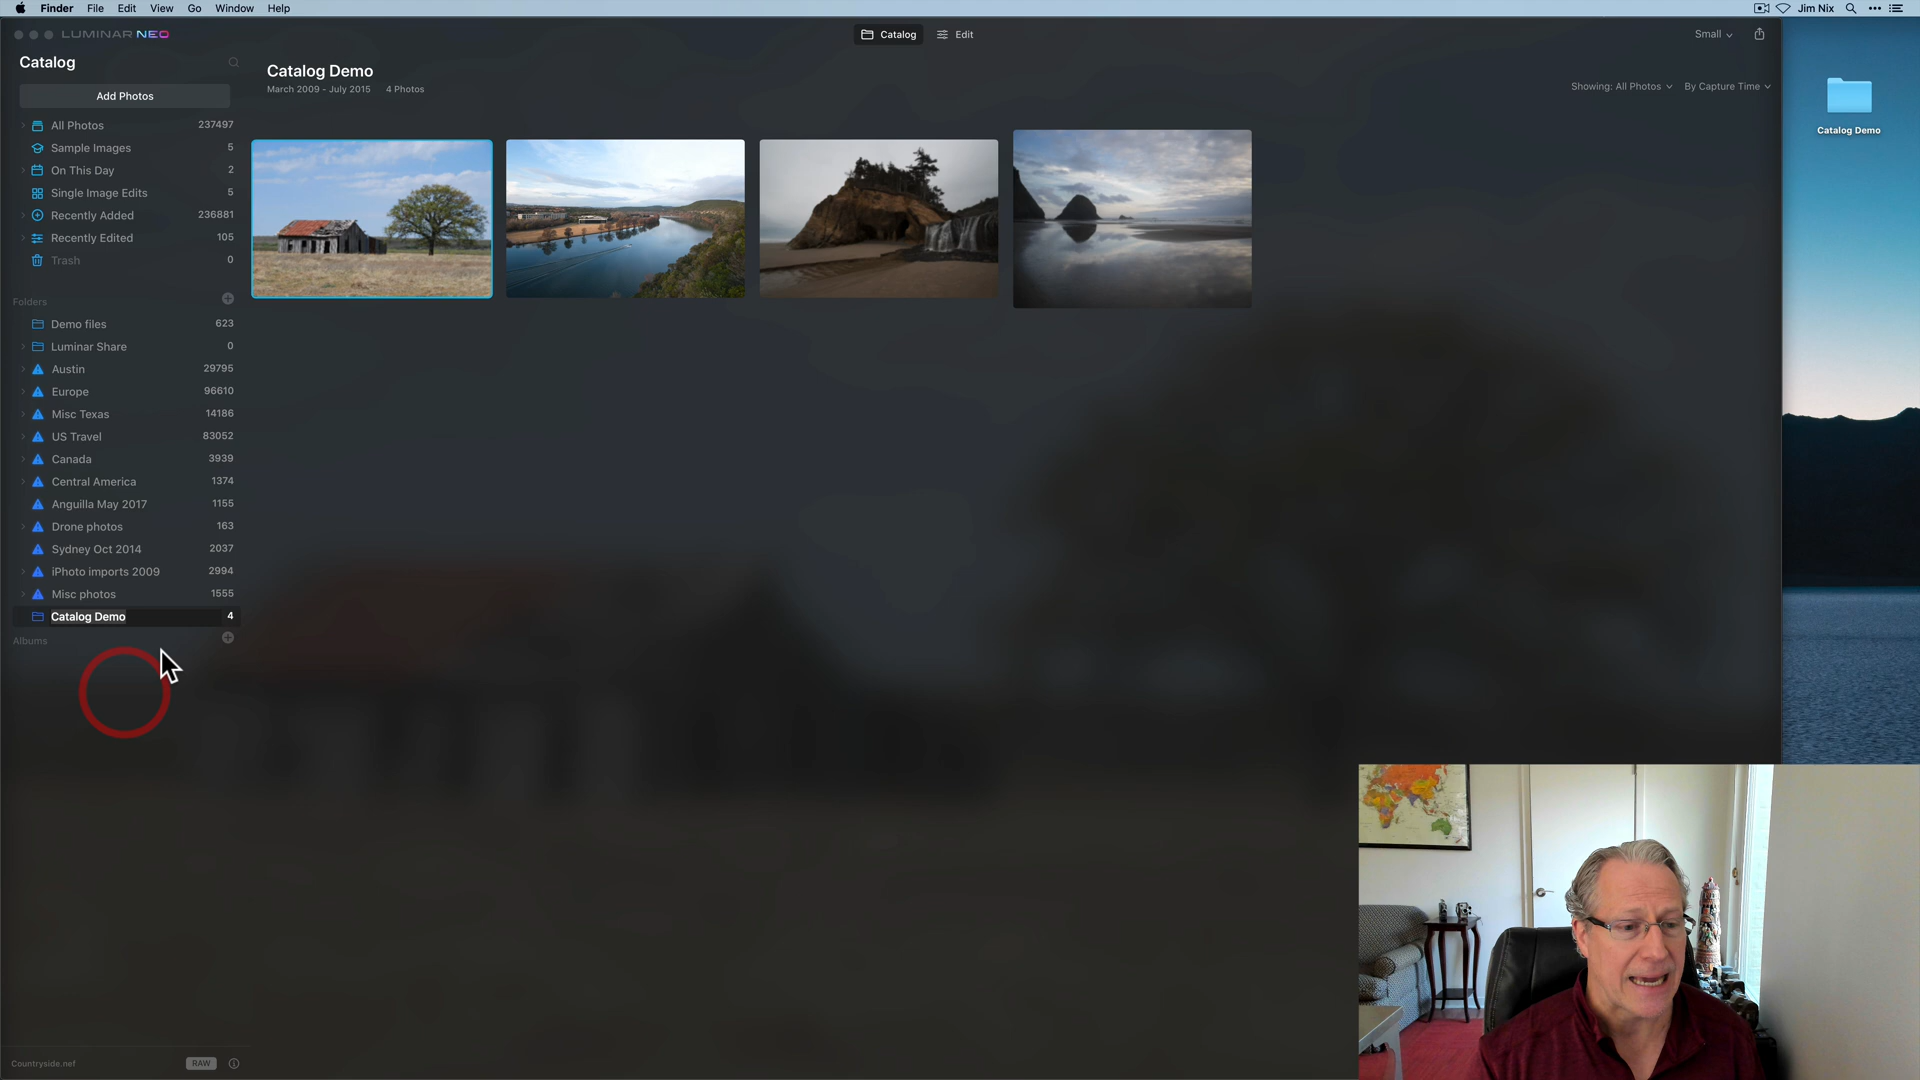 Finder File Edit View Go Window Help Jim Nix
LUMINAR NEO Catalog Edit Small
Catalog
Catalog Demo
March 2009 - July 2015 4 Photos
Showing: All Photos By Capture Time
Add Photos
All Photos 237497
Sample Images 5
On This Day 2
Single Image Edits 5
Recently Added 236881
Recently Edited 105
Trash 0
Folders
Demo files 623
Luminar Share 0
Austin 29795
Europe 96610
Misc Texas 14186
US Travel 83052
Canada 3939
Central America 1374
Anguilla May 2017 1155
Drone photos 163
Sydney Oct 2014 2037
iPhoto imports 2009 2994
Misc photos 1555
Catalog Demo 4
Albums
Countryside.nef RAW
Catalog Demo